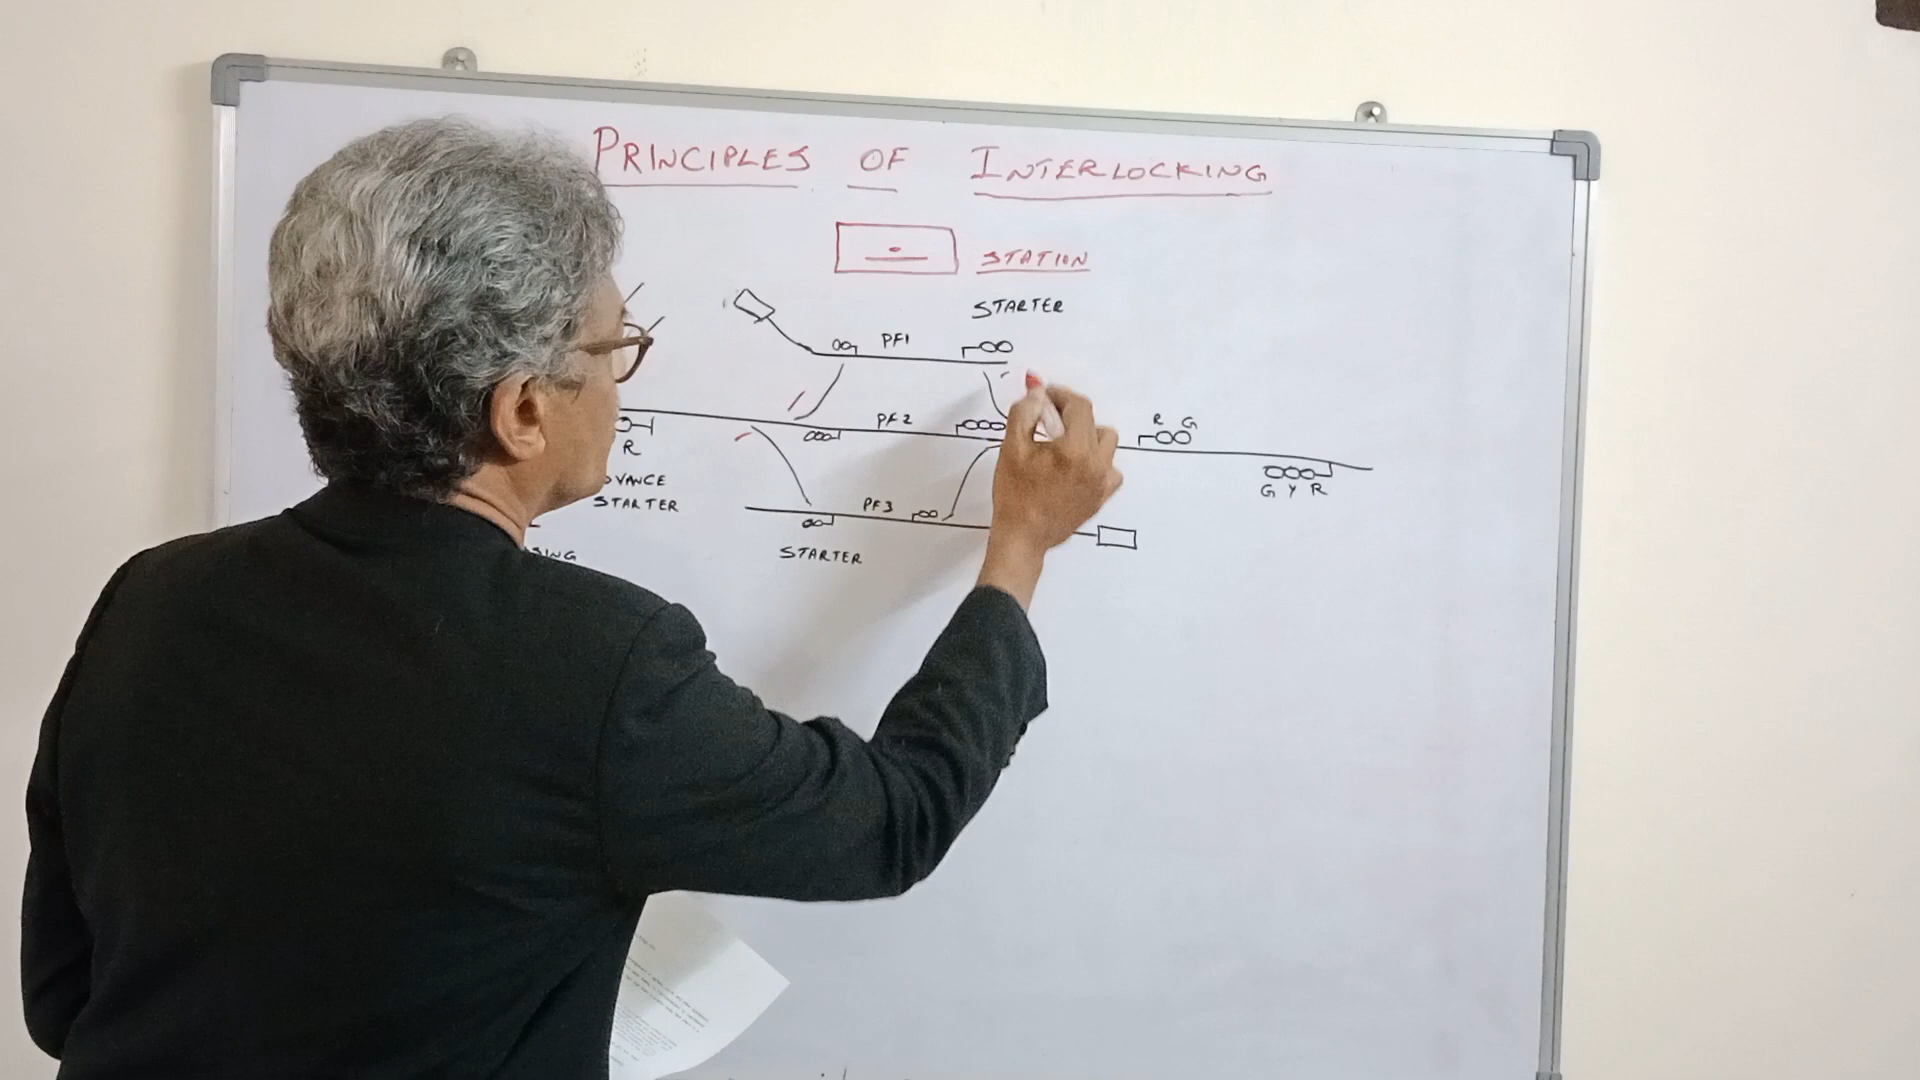 PRINCIPLES OF INTERLOCKING
STATION
STARTER
PF1
PF2
R G
R
G Y R
STARTER
PF3
STARTER